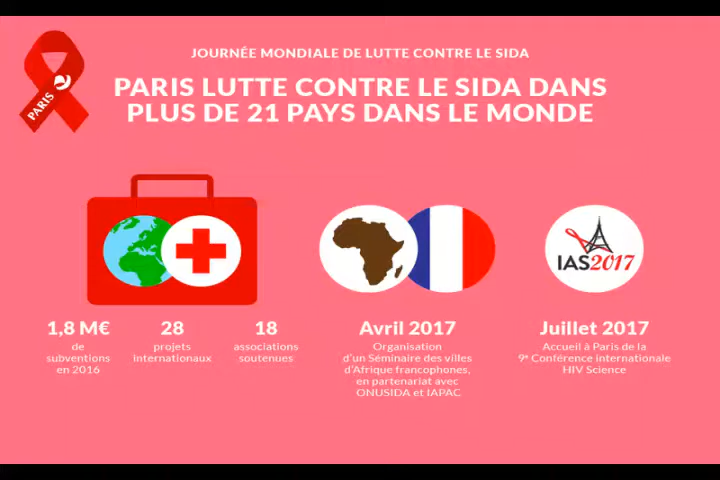 JOURNÉE MONDIALE DE LUTTE CONTRE LE SIDA
PARIS LUTTE CONTRE LE SIDA DANS
PLUS DE 21 PAYS DANS LE MONDE
PARIS
IAS2017
1,8 M€
de
subventions
en 2016
28
projets
internationaux
18
associations
soutenues
Avril 2017
Organisation
d'un Séminaire des villes
d'Afrique francophones,
en partenariat avec
ONUSIDA et IAPAC
Juillet 2017
Accueil à Paris de la
9e Conférence internationale
HIV Science